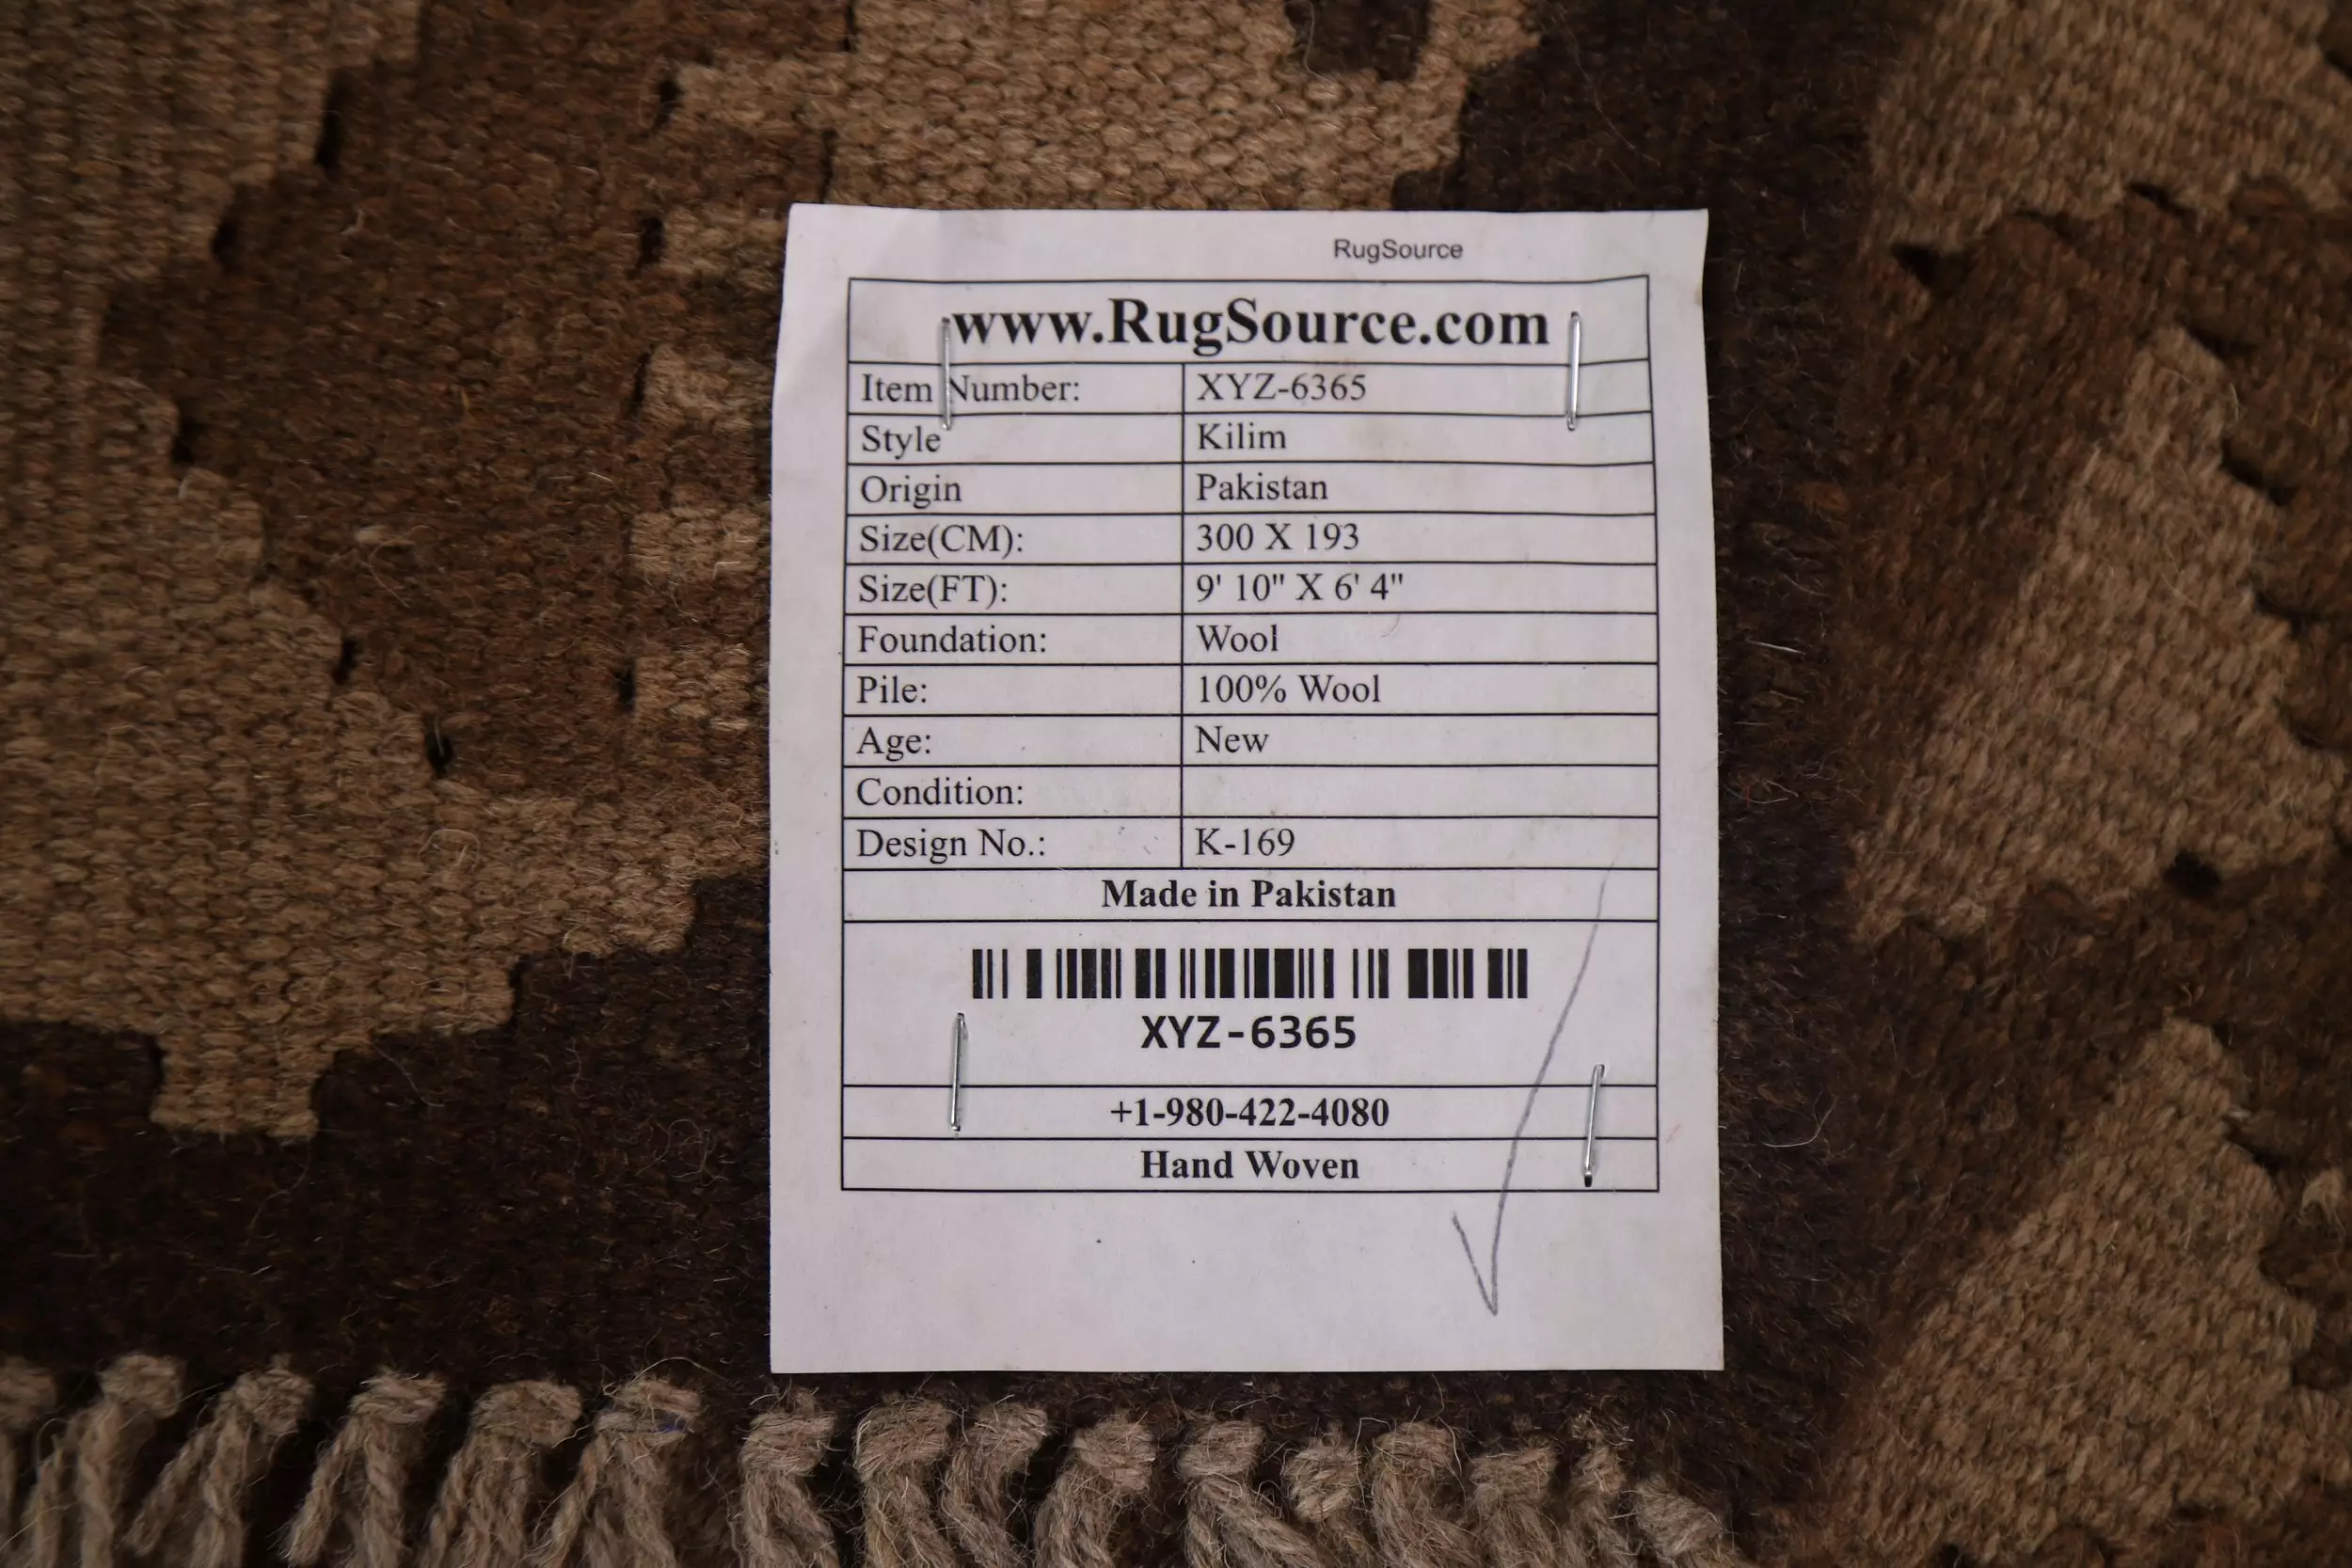 RugSource
www.RugSource.com
Item Number: XYZ-6365
Style Kilim
Origin Pakistan
Size(CM): 300 X 193
Size(FT): 9' 10" X 6' 4"
Foundation: Wool
Pile: 100% Wool
Age: New
Condition:
Design No.: K-169
Made in Pakistan
XYZ-6365
+1-980-422-4080
Hand Woven